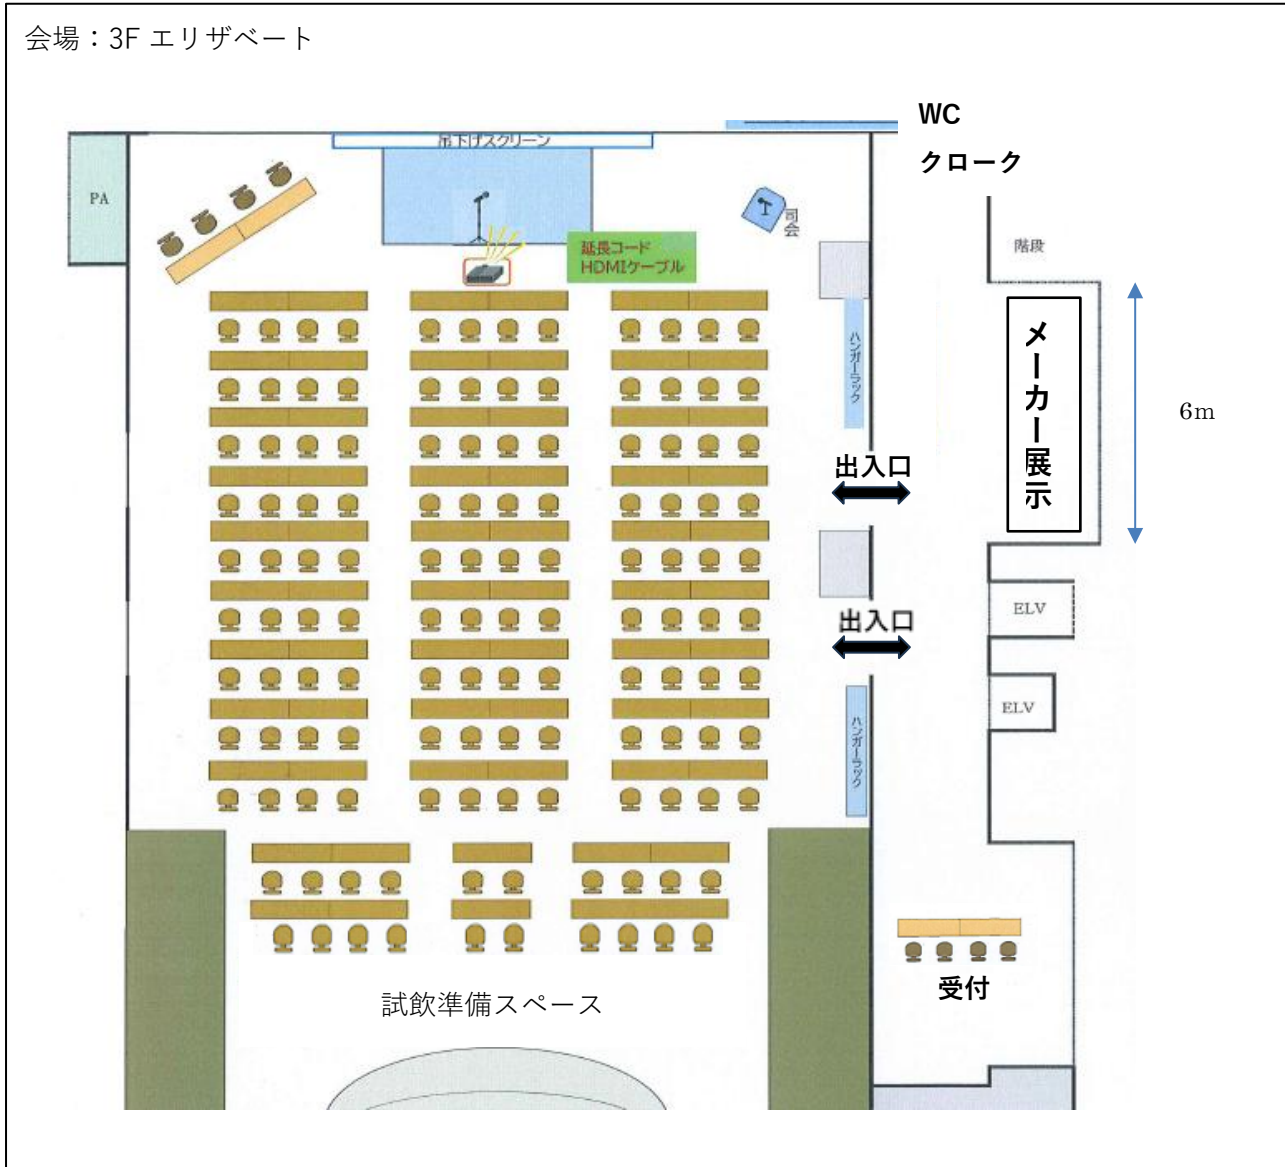 会場：3F エリザベート
WC
クローク
吊下げスクリーン
PA
司会
階段
延長コード
HDMIケーブル
ハンガーラック
メーカー展示
6m
出入口
ELV
出入口
ELV
ハンガーラック
受付
試飲準備スペース